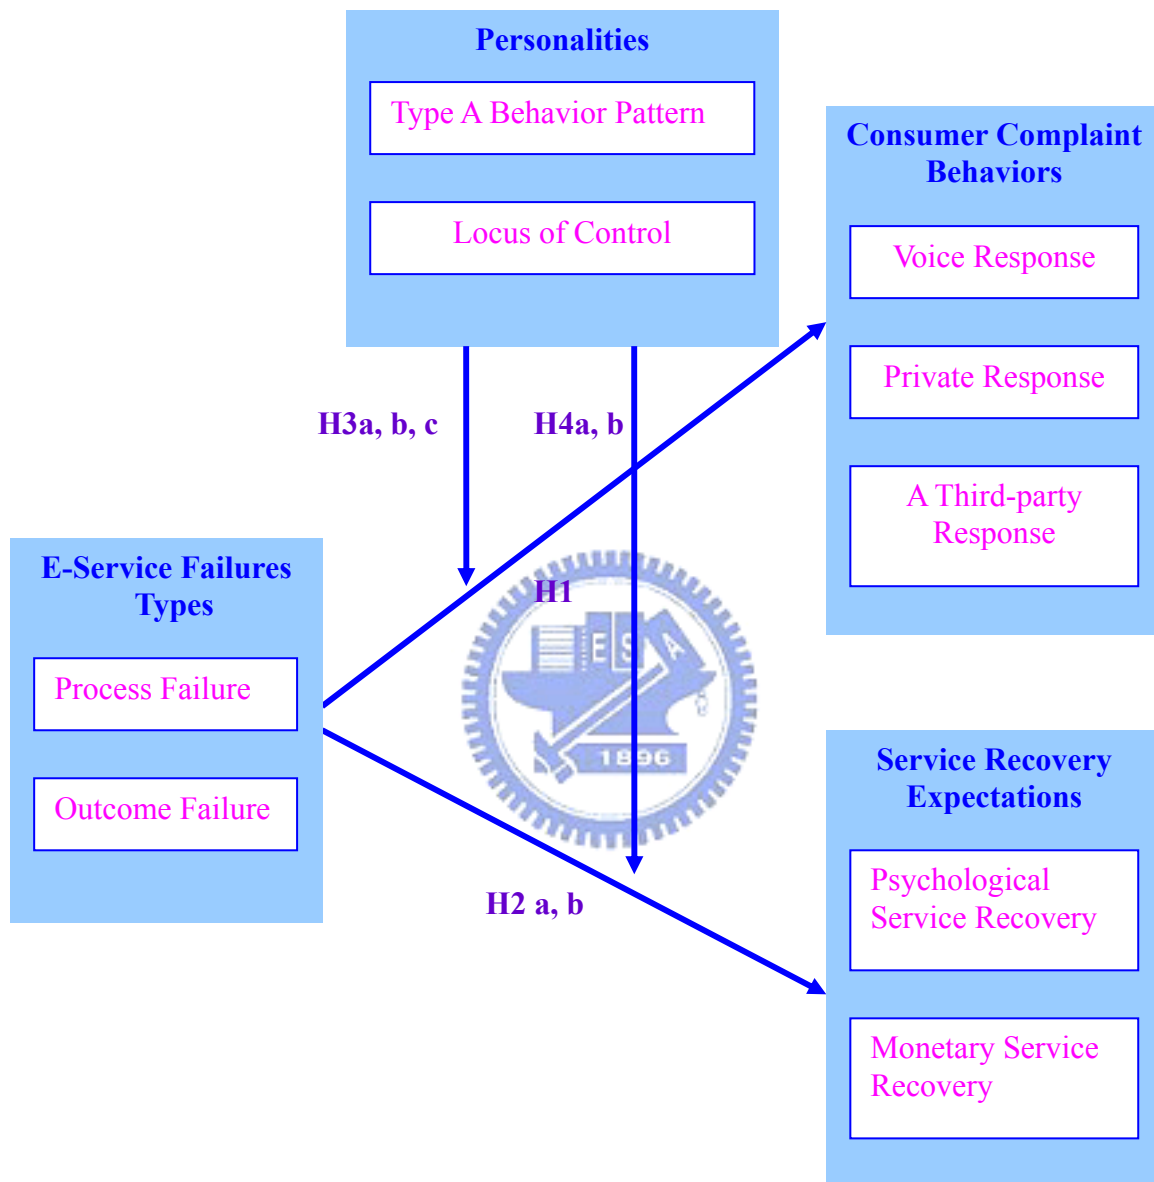 Personalities
Type A Behavior Pattern
Locus of Control
Consumer Complaint
Behaviors
Voice Response
Private Response
A Third-party
Response
H3a, b, c
H4a, b
E-Service Failures
Types
Process Failure
Outcome Failure
H1
E S A
1896
H2 a, b
Service Recovery
Expectations
Psychological
Service Recovery
Monetary Service
Recovery